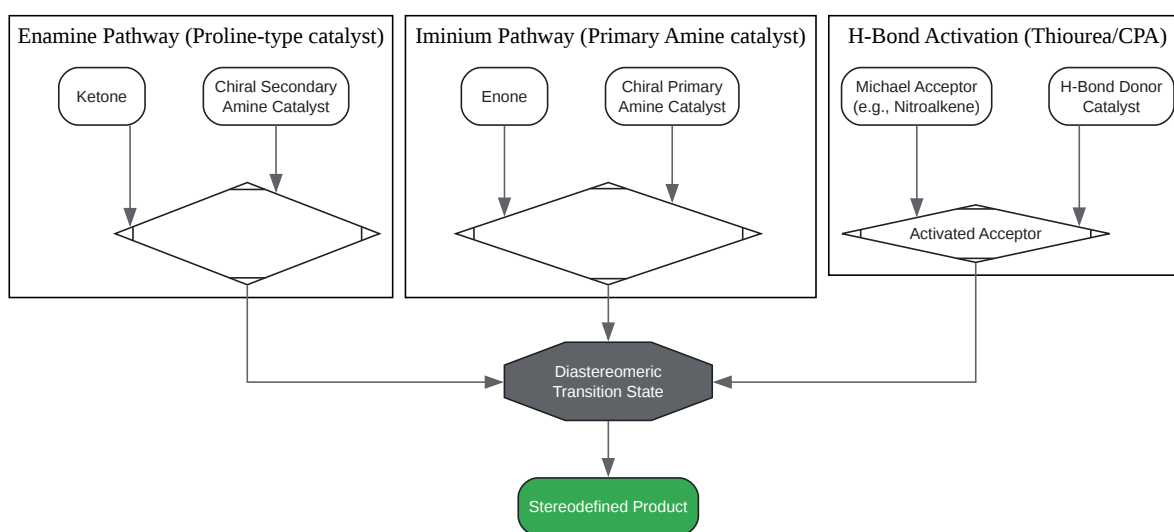 Enamine Pathway (Proline-type catalyst)
Iminium Pathway (Primary Amine catalyst)
H-Bond Activation (Thiourea/CPA)
Ketone
Chiral Secondary
Amine Catalyst
Enone
Chiral Primary
Amine Catalyst
Michael Acceptor
(e.g., Nitroalkene)
H-Bond Donor
Catalyst
Activated Acceptor
Diastereomeric
Transition State
Stereodefined Product